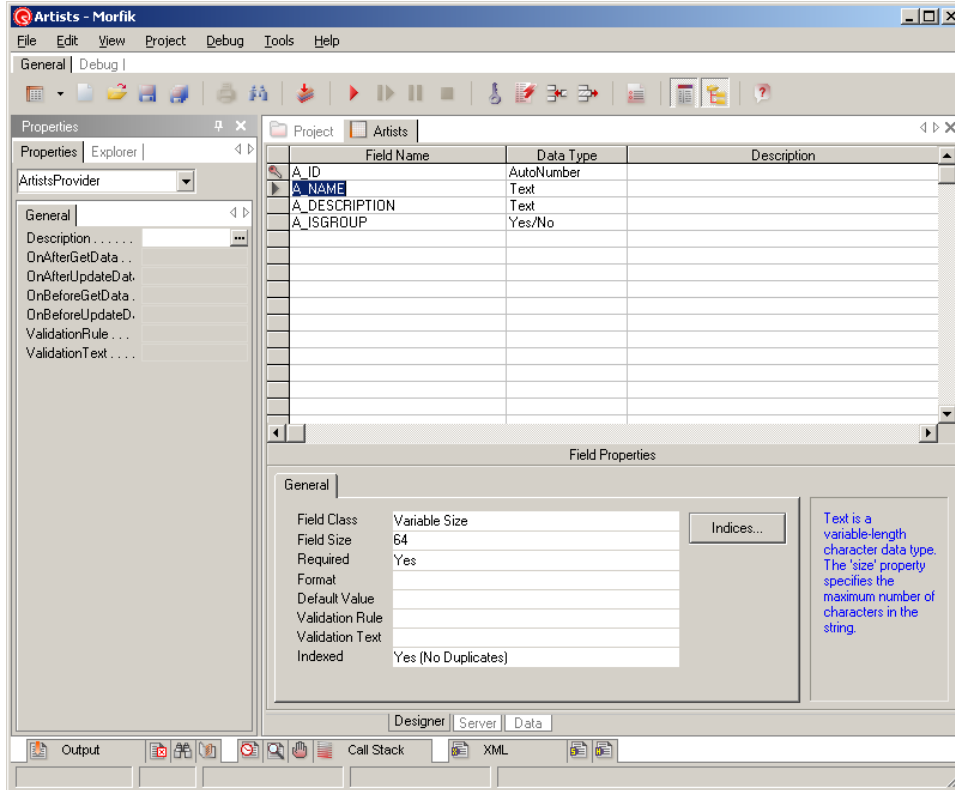 Artists - Morfik
File Edit View Project Debug Tools Help
General Debug
Properties
Properties Explorer
ArtistsProvider
General
Description . . . . . .
OnAfterGetData . .
OnAfterUpdateDat
OnBeforeGetData .
OnBeforeUpdateD
ValidationRule . . .
ValidationText . . . .
Project Artists
Field Name Data Type Description
A_ID AutoNumber
A_NAME Text
A_DESCRIPTION Text
A_ISGROUP Yes/No
Field Properties
General
Field Class Variable Size
Field Size 64
Required Yes
Format
Default Value
Validation Rule
Validation Text
Indexed Yes (No Duplicates)
Indices...
Text is a
variable-length
character data type.
The 'size' property
specifies the
maximum number of
characters in the
string.
Designer Server Data
Output Call Stack XML